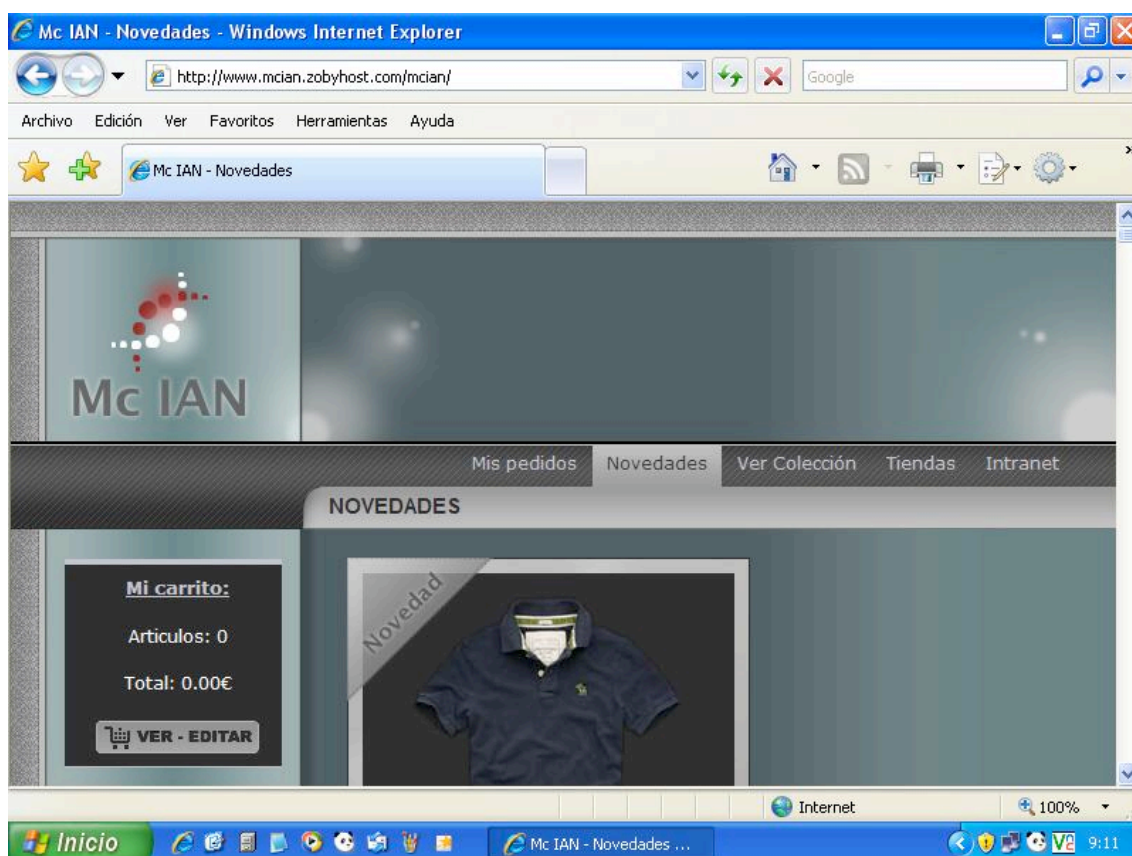 Mc IAN - Novedades - Windows Internet Explorer
http://www.mcian.zobyhost.com/mcian/
Google
Archivo Edición Ver Favoritos Herramientas Ayuda
Mc IAN - Novedades
Mc IAN
Mis pedidos Novedades Ver Colección Tiendas Intranet
NOVEDADES
Mi carrito:
Articulos: 0
Total: 0.00€
VER - EDITAR
Novedad
Internet 100%
Inicio Mc IAN - Novedades ... 9:11